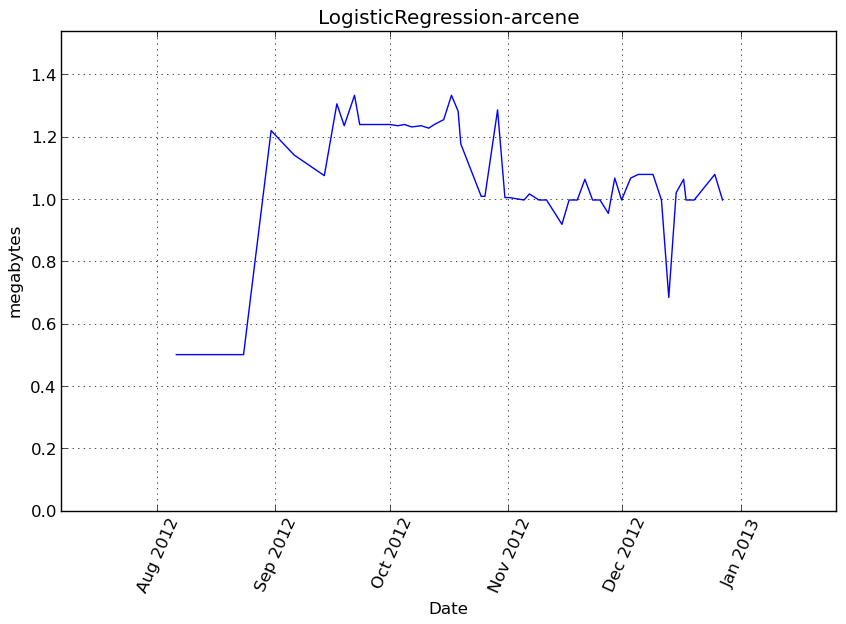 LogisticRegression-arcene
1.4
1.2
1.0
0.8
0.6
0.4
0.2
0.0
megabytes
Aug 2012
Sep 2012
Oct 2012
Nov 2012
Dec 2012
Jan 2013
Date